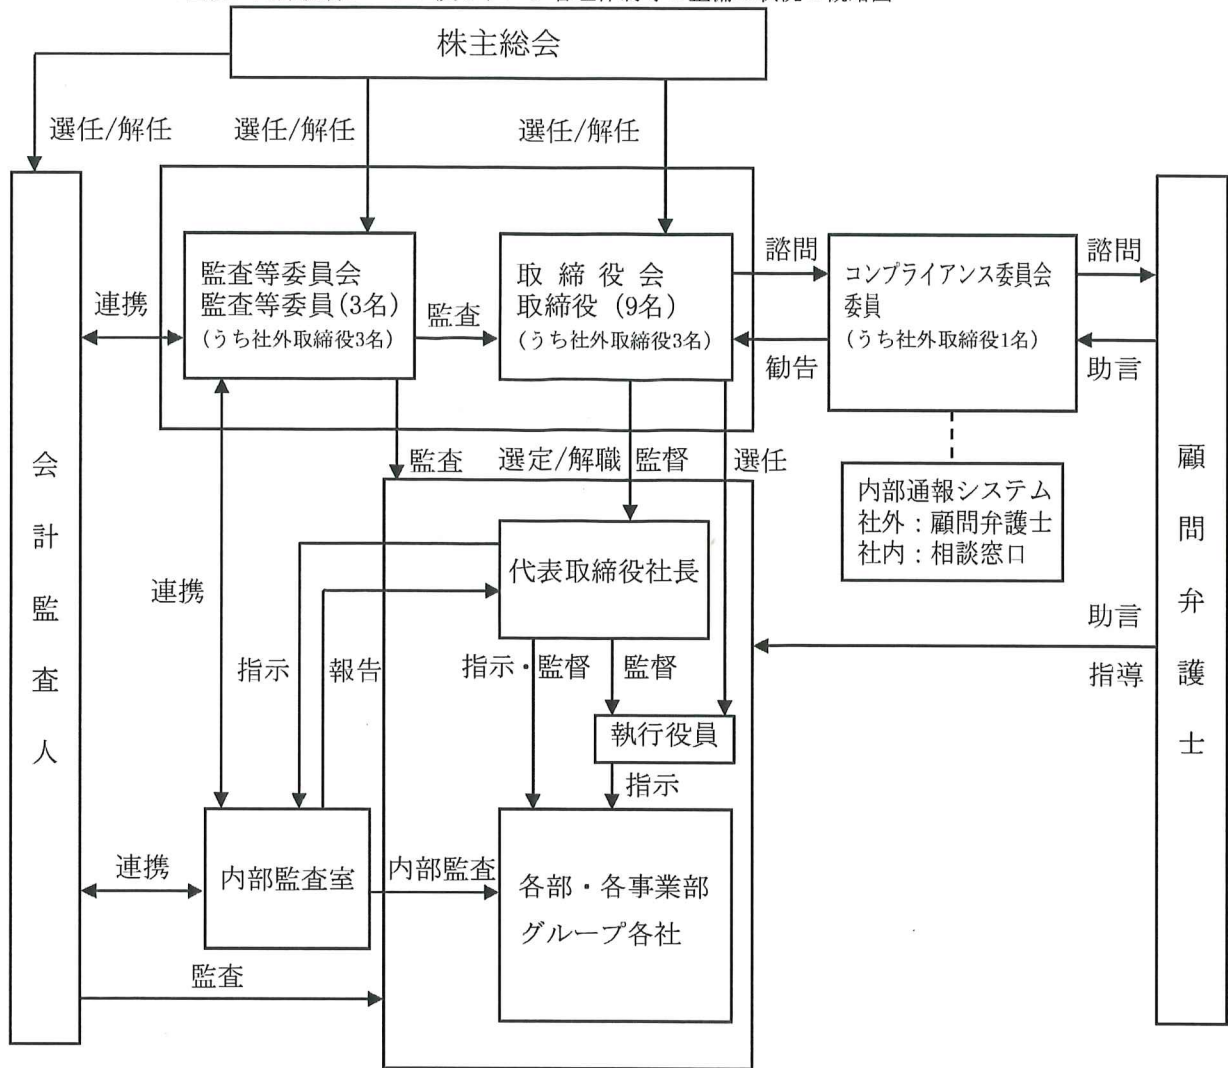 株主総会
選任/解任
選任/解任
選任/解任
監査等委員会
監査等委員(3名)
(うち社外取締役3名)
連携
監査
取締役会
取締役(9名)
(うち社外取締役3名)
諮問
勧告
コンプライアンス委員会
委員
(うち社外取締役1名)
諮問
助言
会計監査人
顧問弁護士
監査
選定/解職
監督
選任
内部通報システム
社外：顧問弁護士
社内：相談窓口
代表取締役社長
連携
指示
報告
指示・監督
監督
助言
指導
執行役員
指示
連携
内部監査室
内部監査
各部・各事業部
グループ各社
監査